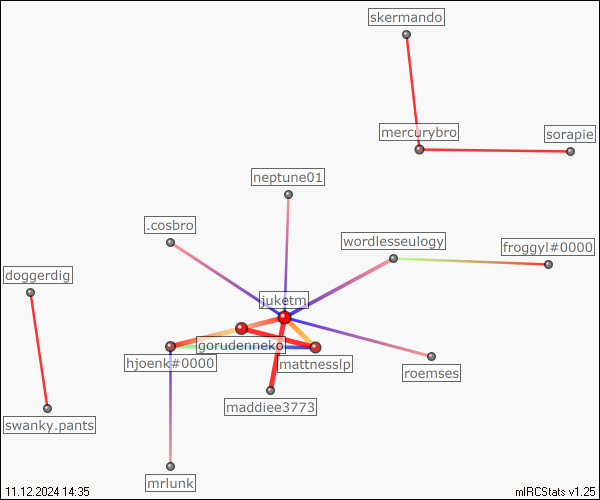 skermando
mercurybro
sorapie
neptune01
.cosbro
wordlesseulogy
froggyl#0000
doggerdig
juketm
gorudenneko
hjoenk#0000
mattnesslp
roemses
maddiee3773
swanky.pants
mrlunk
11.12.2024 14:35
mIRCStats v1.25